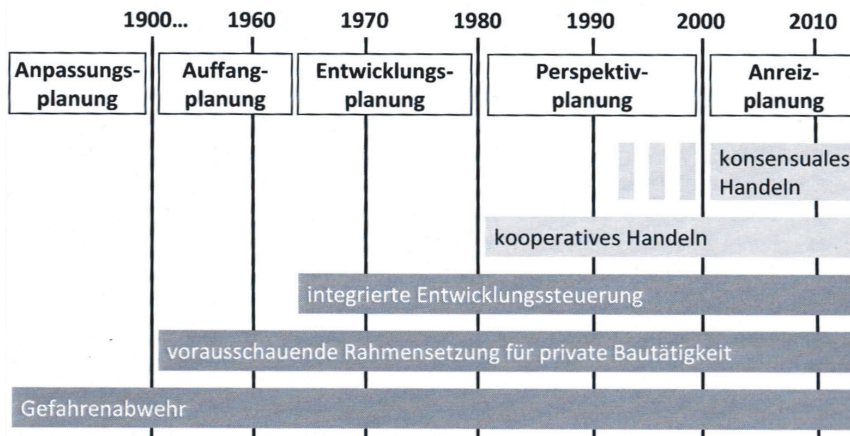 1900... 1960 1970 1980 1990 2000 2010
Anpassungs- Auffang- Entwicklungs- Perspektiv- Anreiz-
planung planung planung planung planung
konsensuales
Handeln
kooperatives Handeln
integrierte Entwicklungssteuerung
vorausschauende Rahmensetzung für private Bautätigkeit
Gefahrenabwehr